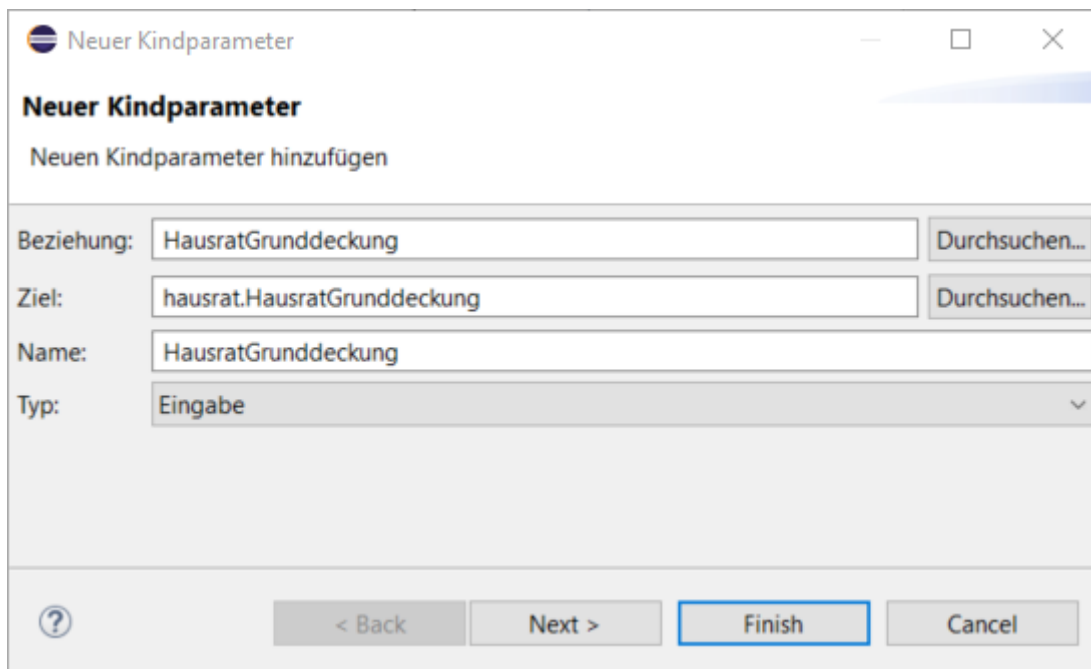 Neuer Kindparameter
Neuer Kindparameter
Neuen Kindparameter hinzufügen
Beziehung: HausratGrunddeckung Durchsuchen...
Ziel: hausrat.HausratGrunddeckung Durchsuchen...
Name: HausratGrunddeckung
Typ: Eingabe
? < Back Next > Finish Cancel